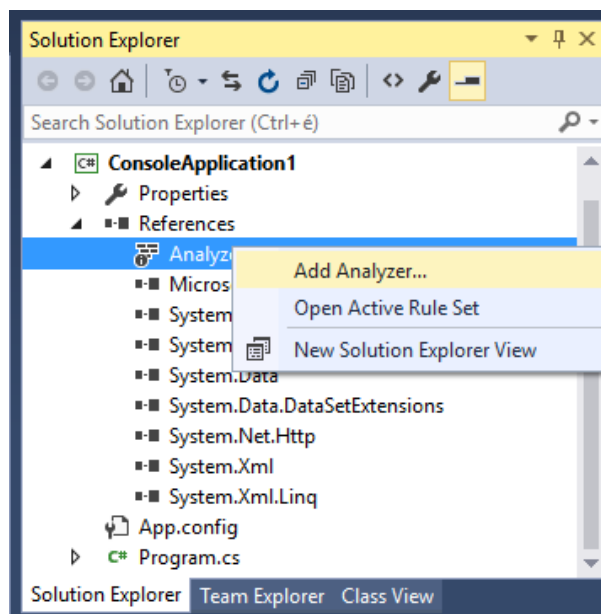 Solution Explorer
Search Solution Explorer (Ctrl+é)
C# ConsoleApplication1
Properties
References
Add Analyzer...
Open Active Rule Set
System
System
New Solution Explorer View
System.Data
System.Data.DataSetExtensions
System.Net.Http
System.Xml
System.Xml.Linq
App.config
C# Program.cs
Solution Explorer Team Explorer Class View